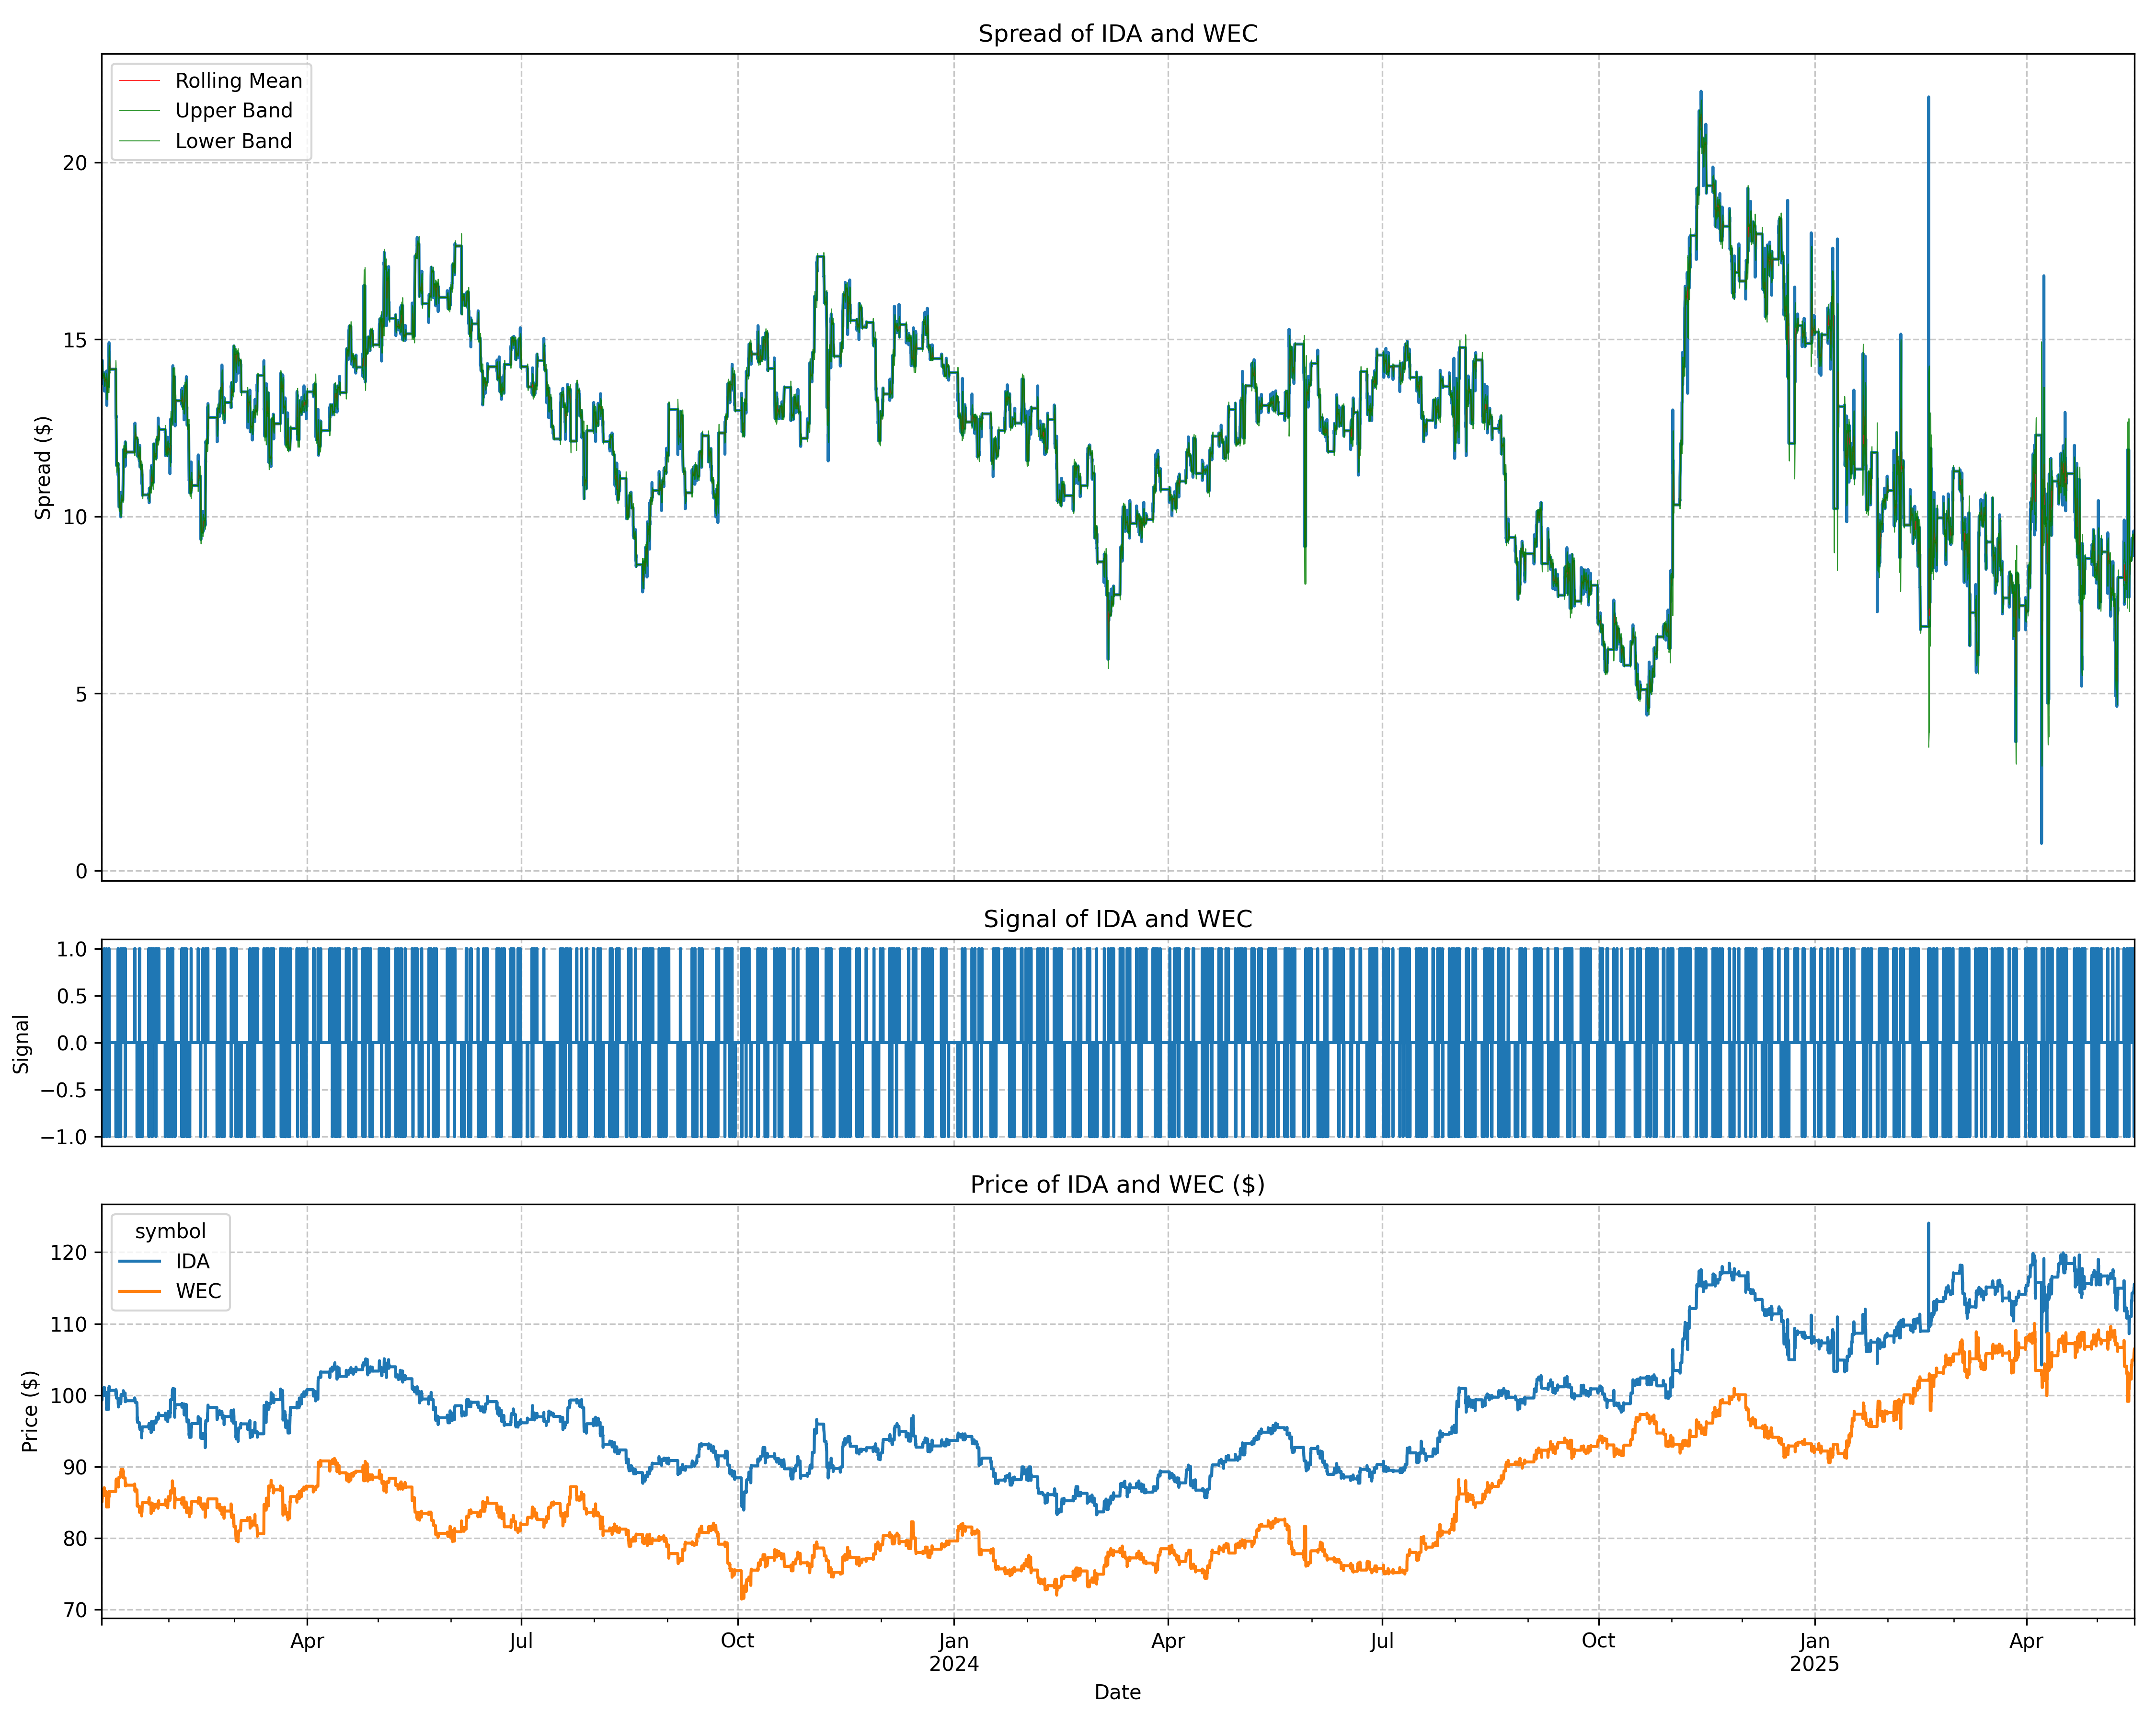 Spread of IDA and WEC
Rolling Mean
Upper Band
Lower Band
20
15
10
5
0
Spread ($)
Signal of IDA and WEC
1.0
0.5
0.0
−0.5
−1.0
Signal
Price of IDA and WEC ($)
symbol
IDA
WEC
120
110
100
90
80
70
Price ($)
Apr
Jul
Oct
Jan
2024
Apr
Jul
Oct
Jan
2025
Apr
Date